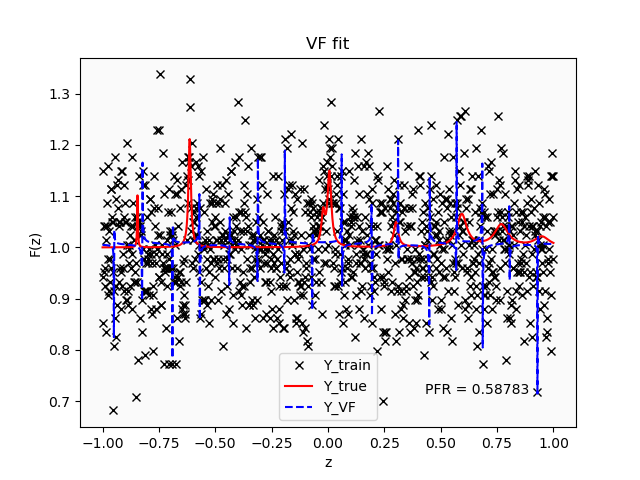 VF fit
F(z)
1.3
1.2
1.1
1.0
0.9
0.8
0.7
Y_train
Y_true
Y_VF
PFR = 0.58783
−1.00 −0.75 −0.50 −0.25 0.00 0.25 0.50 0.75 1.00
z